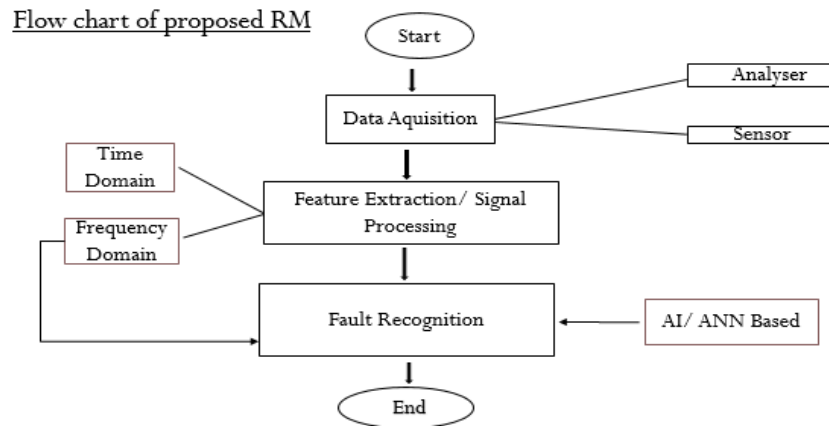 Flow chart of proposed RM
Start
Analyser
Data Aquisition
Sensor
Time
Domain
Feature Extraction/ Signal
Processing
Frequency
Domain
Fault Recognition
AI/ ANN Based
End